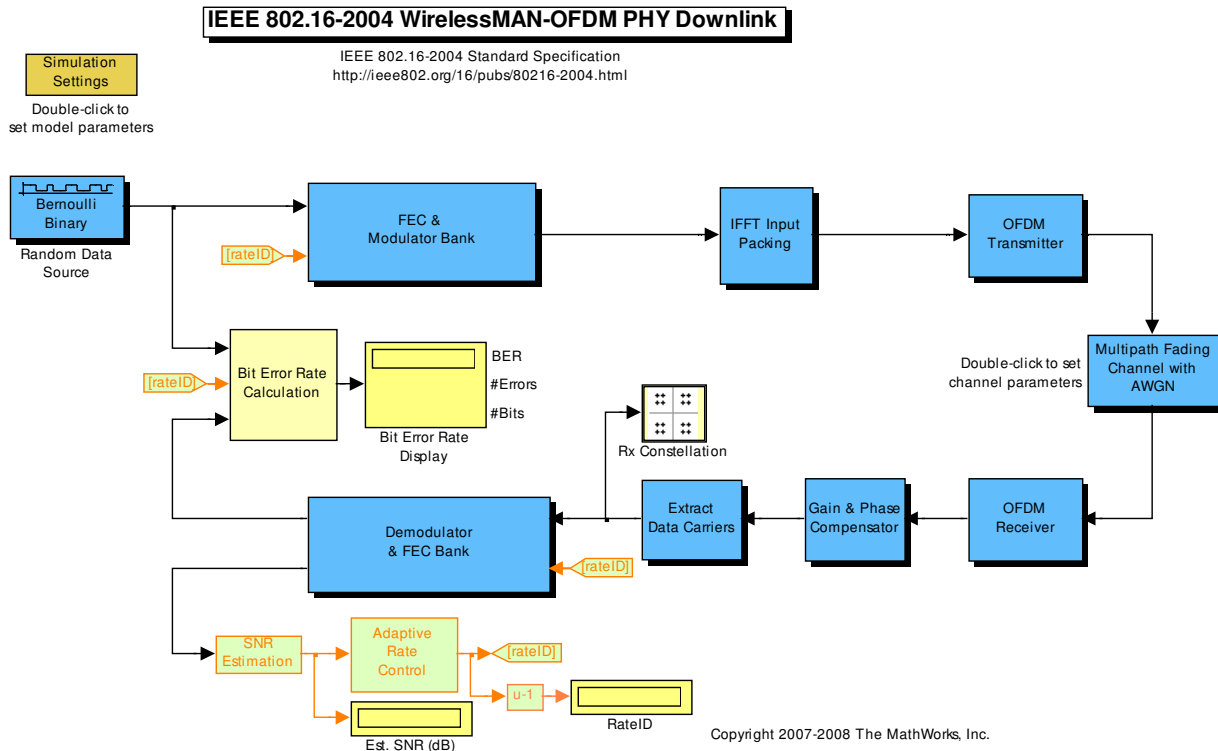 IEEE 802.16-2004 WirelessMAN-OFDM PHY Downlink
IEEE 802.16-2004 Standard Specification
http://ieee802.org/16/pubs/80216-2004.html
Simulation
Settings
Double-click to
set model parameters
Bernoulli
Binary
Random Data
Source
FEC &
Modulator Bank
[rateID]
IFFT Input
Packing
OFDM
Transmitter
Bit Error Rate
Calculation
[rateID]
BER
#Errors
#Bits
Bit Error Rate
Display
Rx Constellation
Double-click to set
channel parameters
Multipath Fading
Channel with
AWGN
Demodulator
& FEC Bank
[rateID]
Extract
Data Carriers
Gain & Phase
Compensator
OFDM
Receiver
SNR
Estimation
Adaptive
Rate
Control
[rateID]
u-1
RateID
Est. SNR (dB)
Copyright 2007-2008 The MathWorks, Inc.